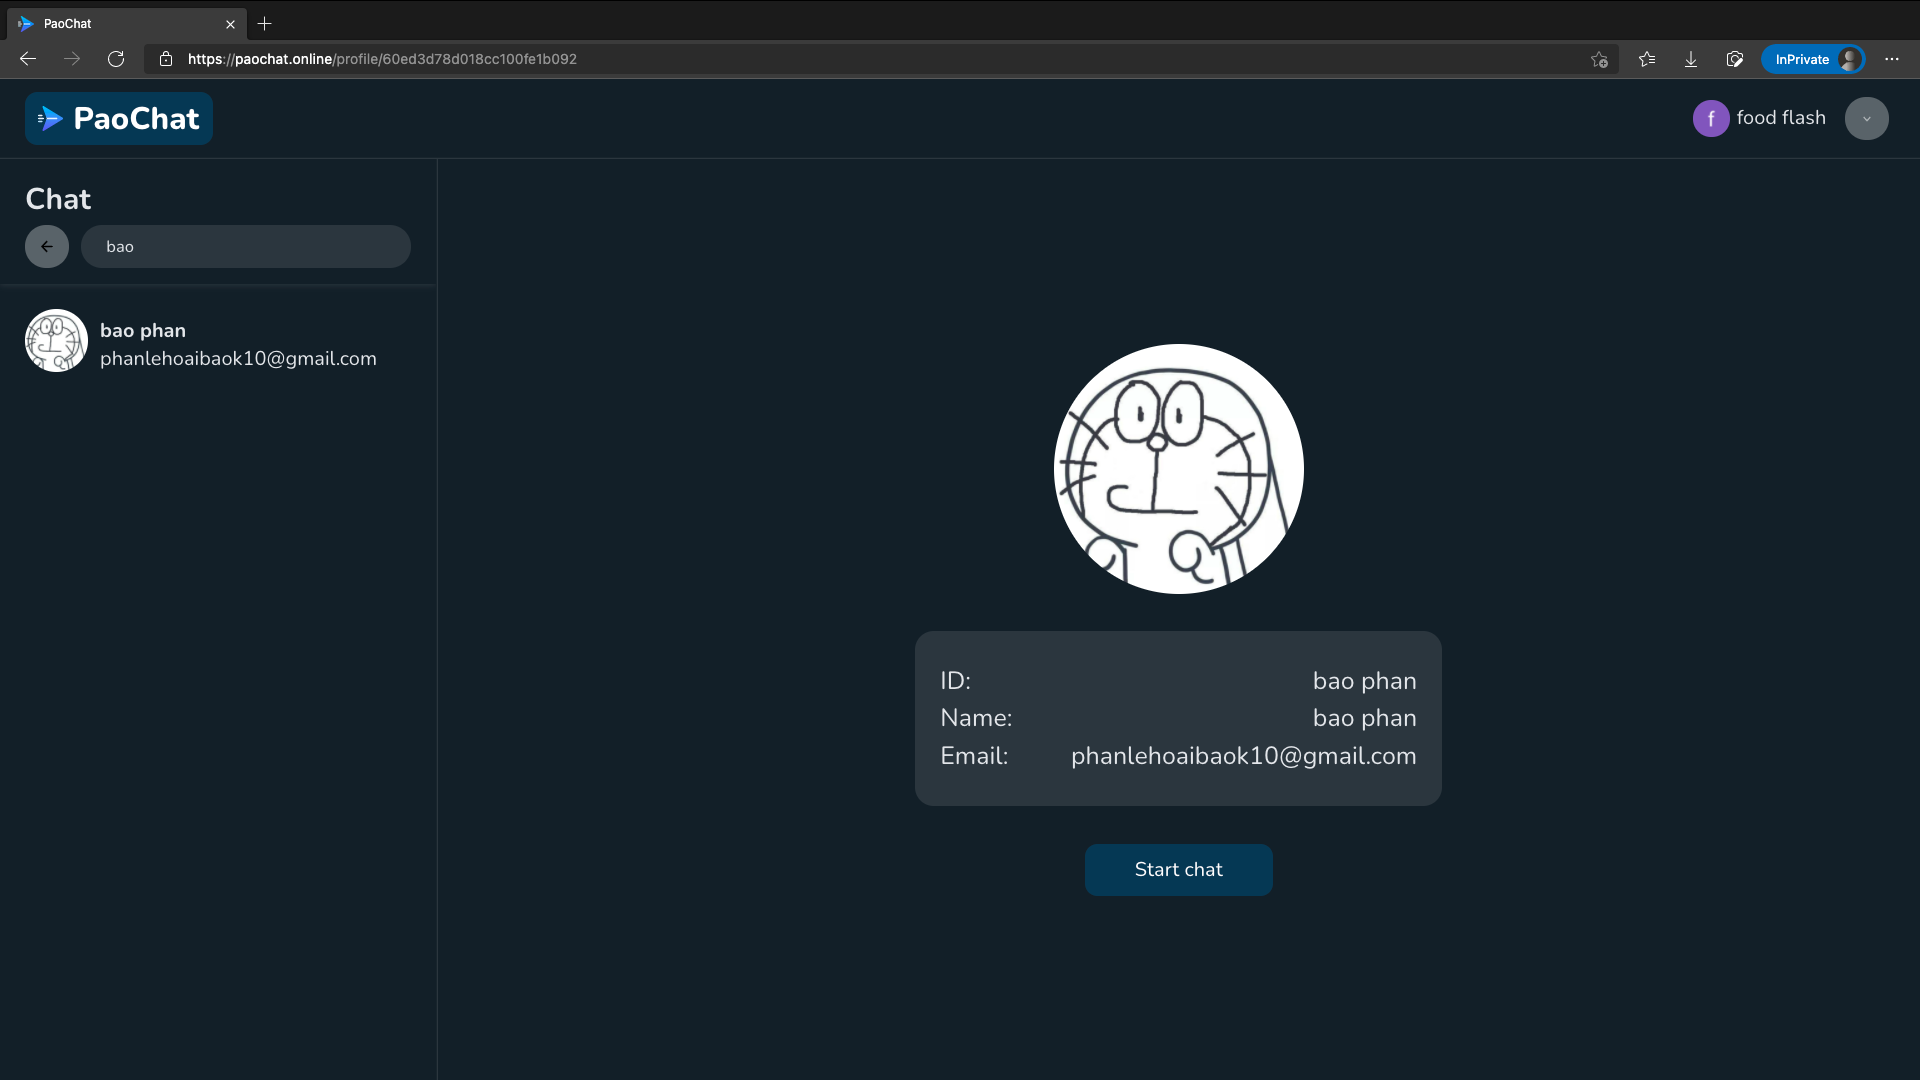 PaoChat
https://paochat.online/profile/60ed3d78d018cc100fe1b092
InPrivate
PaoChat
f food flash
Chat
bao
bao phan
phanlehoaibaok10@gmail.com
ID: bao phan
Name: bao phan
Email: phanlehoaibaok10@gmail.com
Start chat